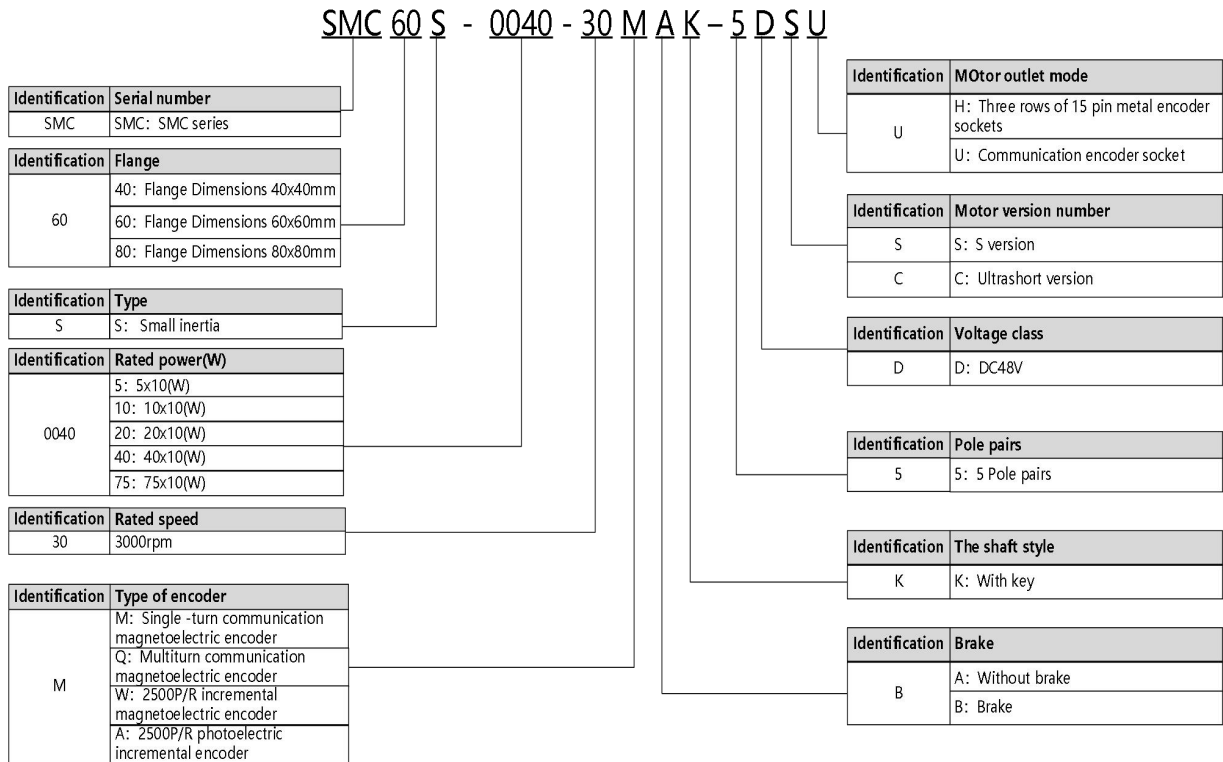 SMC 60 S - 0040 - 30 M A K – 5 D S U
Identification Serial number
SMC SMC: SMC series
Identification Flange
60
40: Flange Dimensions 40x40mm
60: Flange Dimensions 60x60mm
80: Flange Dimensions 80x80mm
Identification Type
S S: Small inertia
Identification Rated power(W)
0040
5: 5x10(W)
10: 10x10(W)
20: 20x10(W)
40: 40x10(W)
75: 75x10(W)
Identification Rated speed
30 3000rpm
Identification Type of encoder
M
M: Single -turn communication
magnetoelectric encoder
Q: Multiturn communication
magnetoelectric encoder
W: 2500P/R incremental
magnetoelectric encoder
A: 2500P/R photoelectric
incremental encoder
Identification MOtor outlet mode
U
H: Three rows of 15 pin metal encoder
sockets
U: Communication encoder socket
Identification Motor version number
S S: S version
C C: Ultrashort version
Identification Voltage class
D D: DC48V
Identification Pole pairs
5 5: 5 Pole pairs
Identification The shaft style
K K: With key
Identification Brake
B
A: Without brake
B: Brake